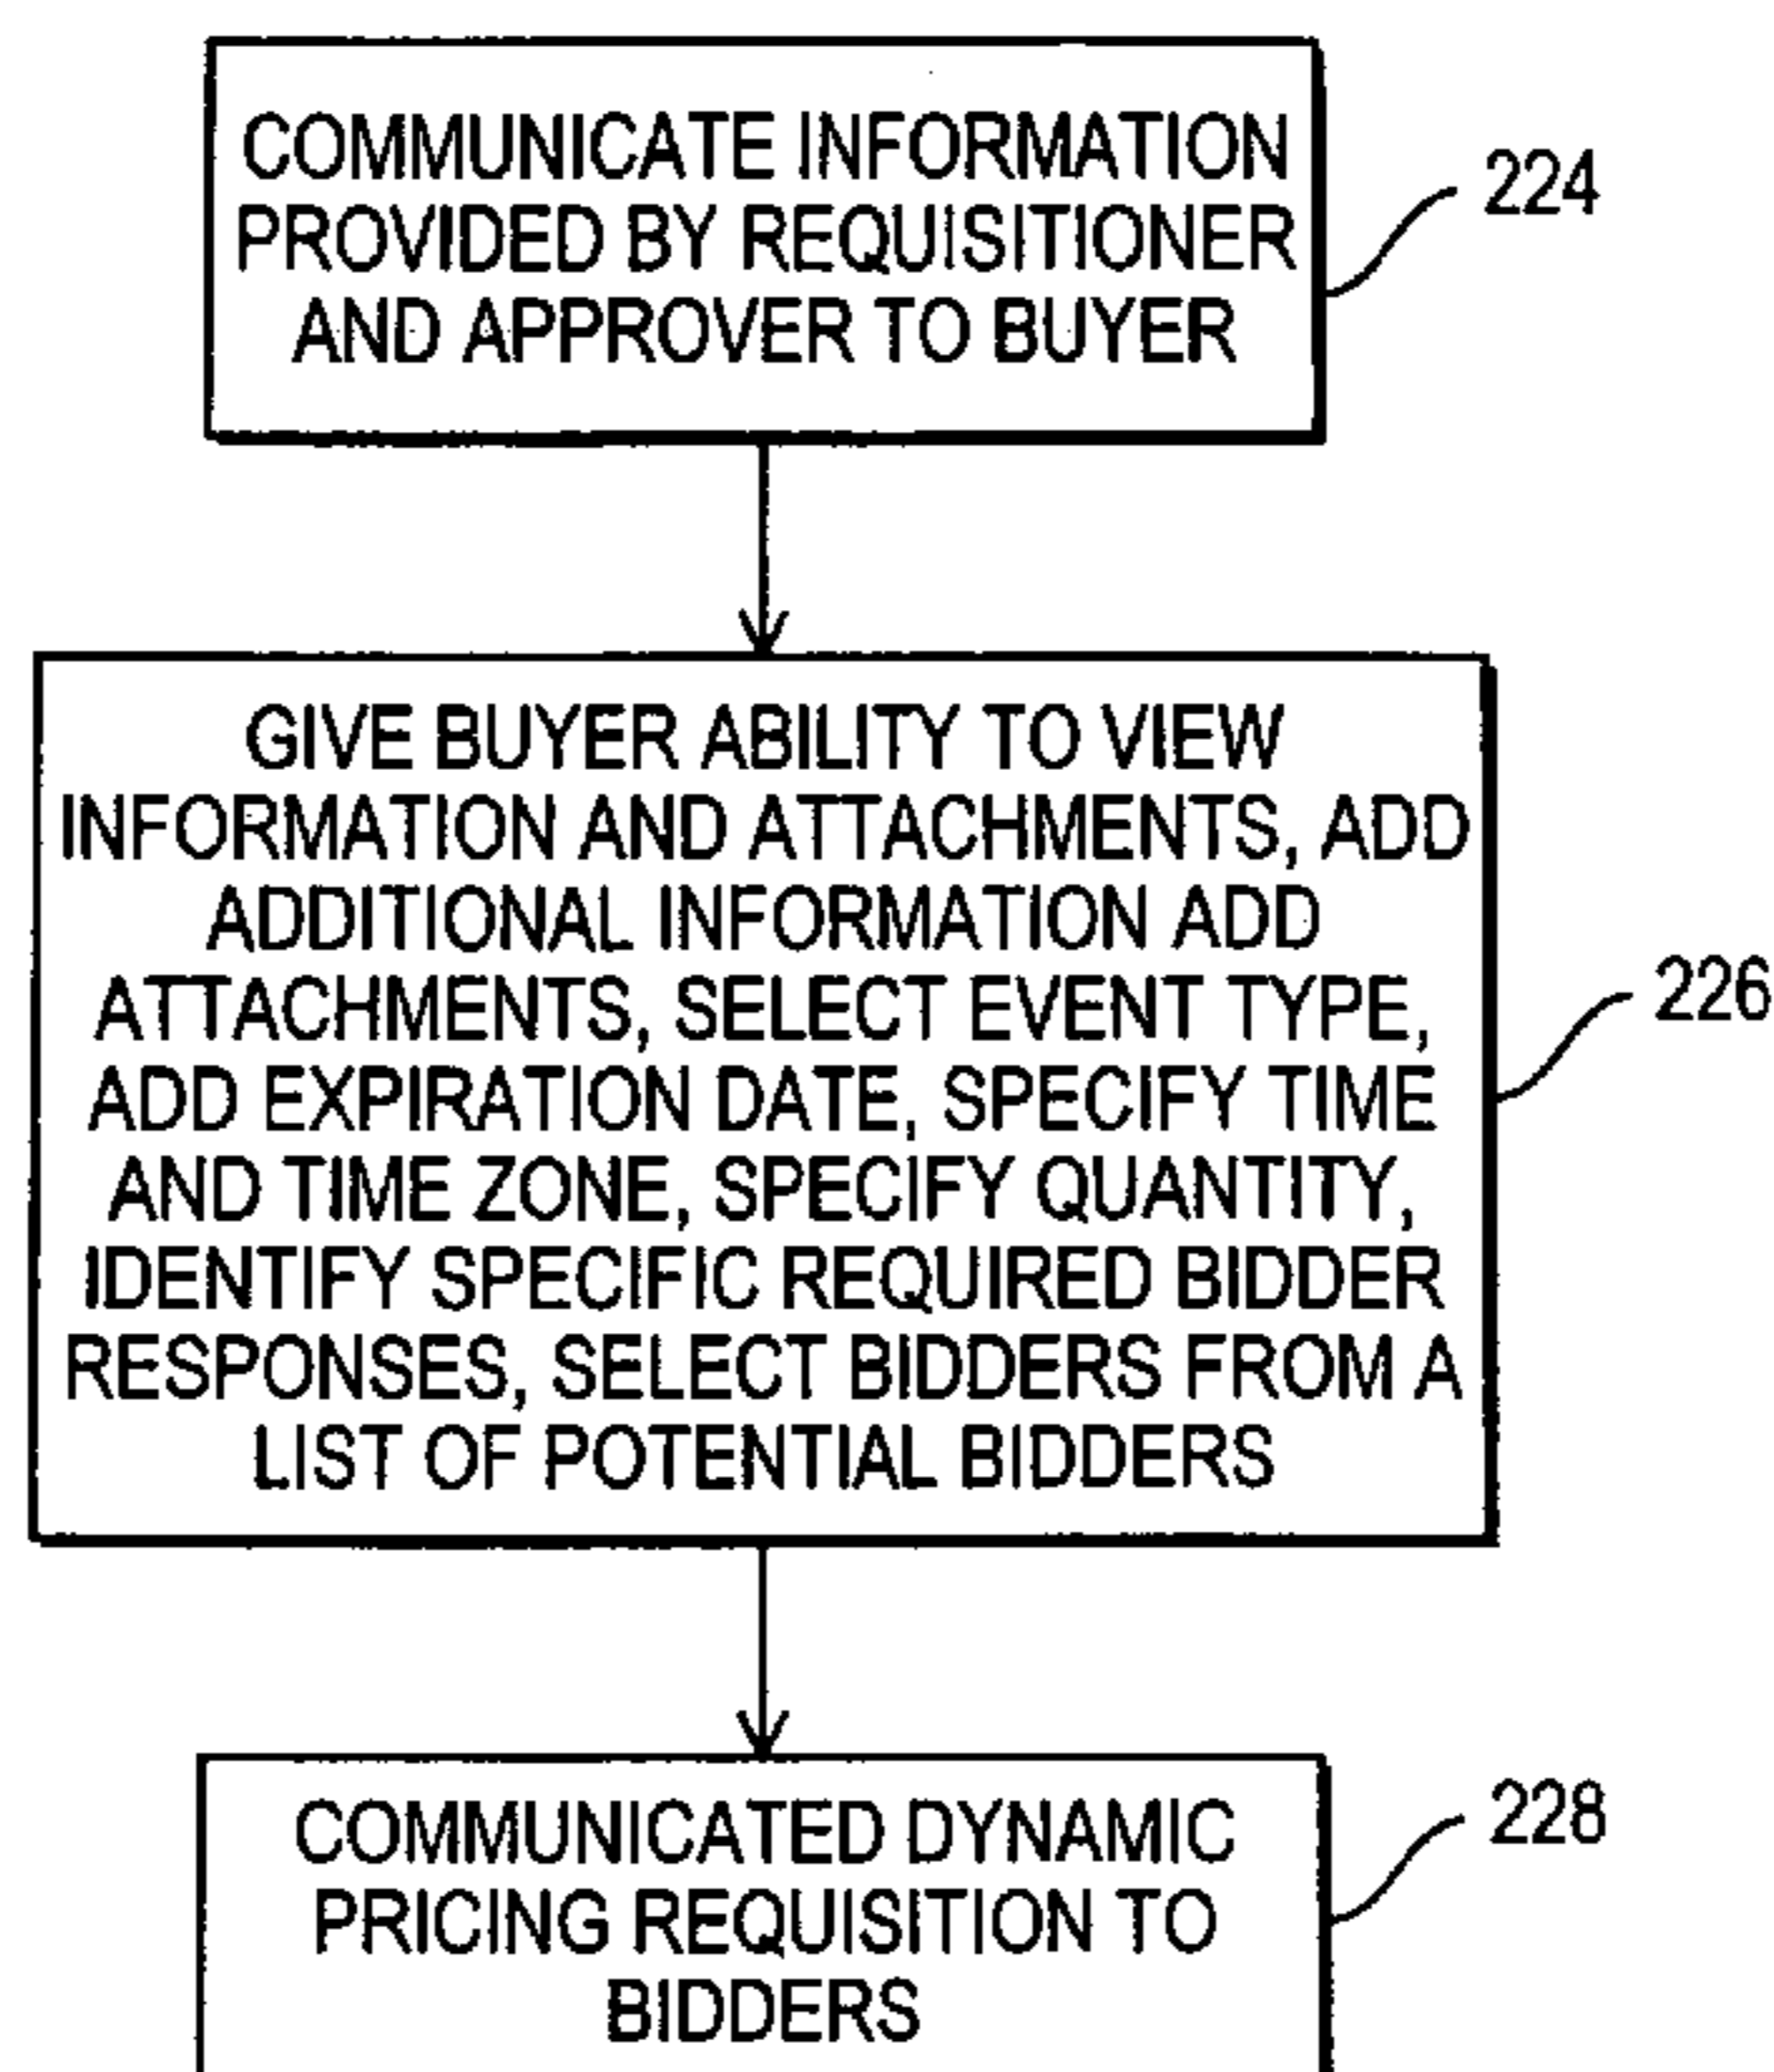 COMMUNICATE INFORMATION
PROVIDED BY REQUISITIONER
AND APPROVER TO BUYER
224
GIVE BUYER ABILITY TO VIEW
INFORMATION AND ATTACHMENTS, ADD
ADDITIONAL INFORMATION ADD
ATTACHMENTS, SELECT EVENT TYPE,
ADD EXPIRATION DATE, SPECIFY TIME
AND TIME ZONE, SPECIFY QUANTITY,
IDENTIFY SPECIFIC REQUIRED BIDDER
RESPONSES, SELECT BIDDERS FROM A
LIST OF POTENTIAL BIDDERS
226
COMMUNICATED DYNAMIC
PRICING REQUISITION TO
BIDDERS
228